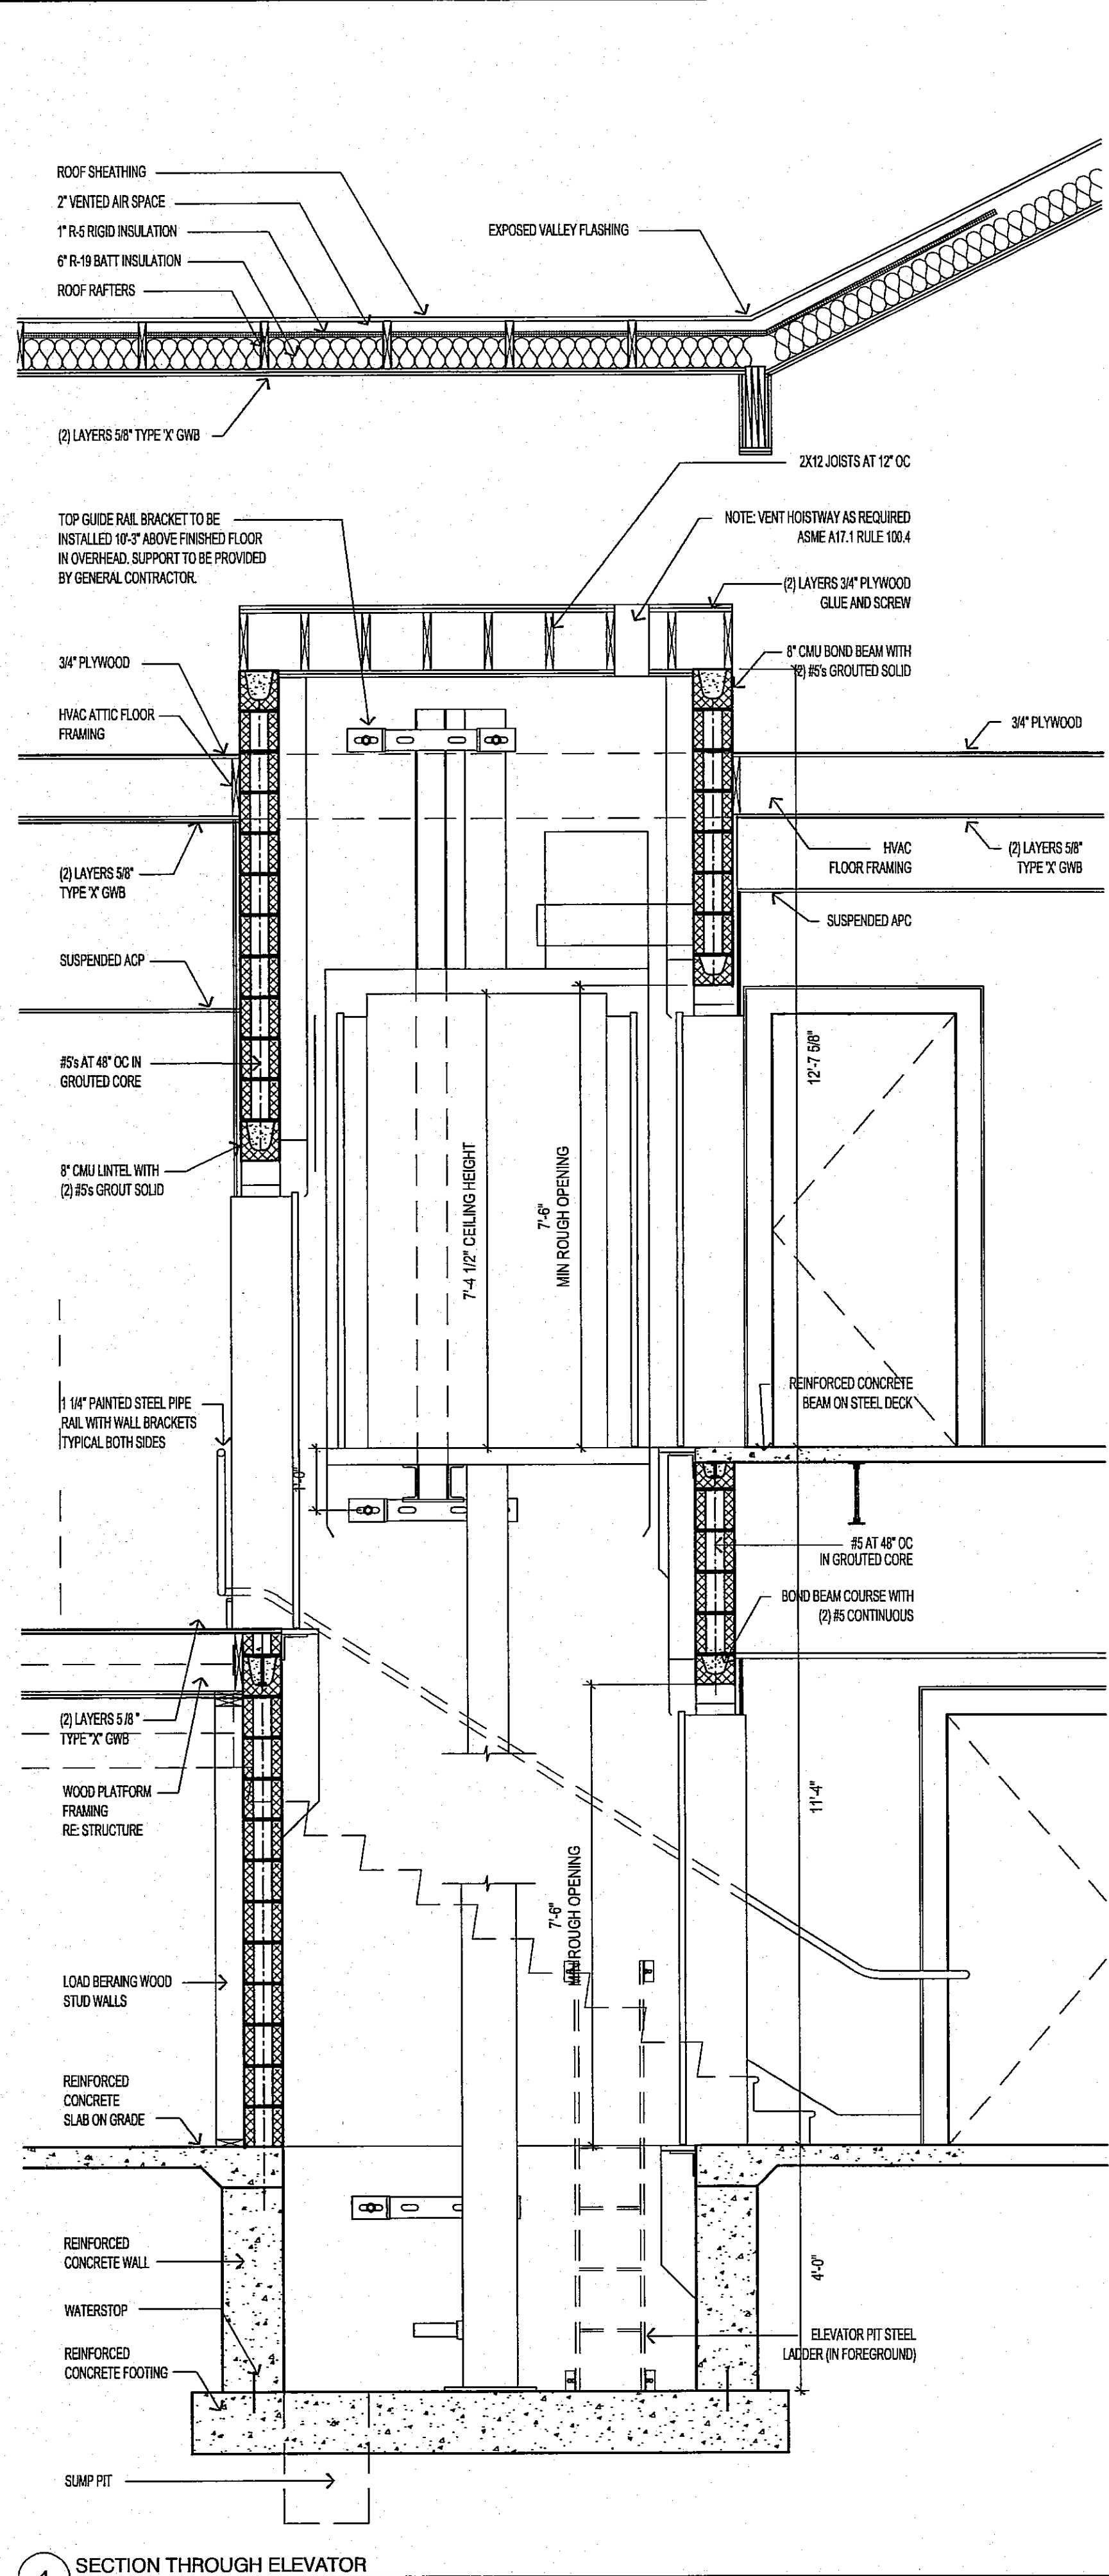 ROOF SHEATHING
2" VENTED AIR SPACE
1" R-5 RIGID INSULATION
6" R-19 BATT INSULATION
ROOF RAFTERS
EXPOSED VALLEY FLASHING
(2) LAYERS 5/8" TYPE 'X' GWB
2X12 JOISTS AT 12" OC
TOP GUIDE RAIL BRACKET TO BE
INSTALLED 10'-3" ABOVE FINISHED FLOOR
IN OVERHEAD. SUPPORT TO BE PROVIDED
BY GENERAL CONTRACTOR.
NOTE: VENT HOISTWAY AS REQUIRED
ASME A17.1 RULE 100.4
(2) LAYERS 3/4" PLYWOOD
GLUE AND SCREW
3/4" PLYWOOD
8" CMU BOND BEAM WITH
(2) #5's GROUTED SOLID
HVAC ATTIC FLOOR
FRAMING
3/4" PLYWOOD
(2) LAYERS 5/8"
TYPE 'X' GWB
HVAC
FLOOR FRAMING
(2) LAYERS 5/8"
TYPE 'X' GWB
SUSPENDED APC
SUSPENDED ACP
#5's AT 48" OC IN
GROUTED CORE
12'-7 5/8"
8" CMU LINTEL WITH
(2) #5's GROUT SOLID
7'-4 1/2" CEILING HEIGHT
7'-6"
MIN ROUGH OPENING
REINFORCED CONCRETE
BEAM ON STEEL DECK
1 1/4" PAINTED STEEL PIPE
RAIL WITH WALL BRACKETS
TYPICAL BOTH SIDES
1'-0"
#5 AT 48" OC
IN GROUTED CORE
BOND BEAM COURSE WITH
(2) #5 CONTINUOUS
(2) LAYERS 5/8"
TYPE "X" GWB
WOOD PLATFORM
FRAMING
RE: STRUCTURE
11'-4"
7'-6"
MIN ROUGH OPENING
LOAD BERAING WOOD
STUD WALLS
REINFORCED
CONCRETE
SLAB ON GRADE
REINFORCED
CONCRETE WALL
4'-0"
WATERSTOP
ELEVATOR PIT STEEL
LADDER (IN FOREGROUND)
REINFORCED
CONCRETE FOOTING
SUMP PIT
SECTION THROUGH ELEVATOR